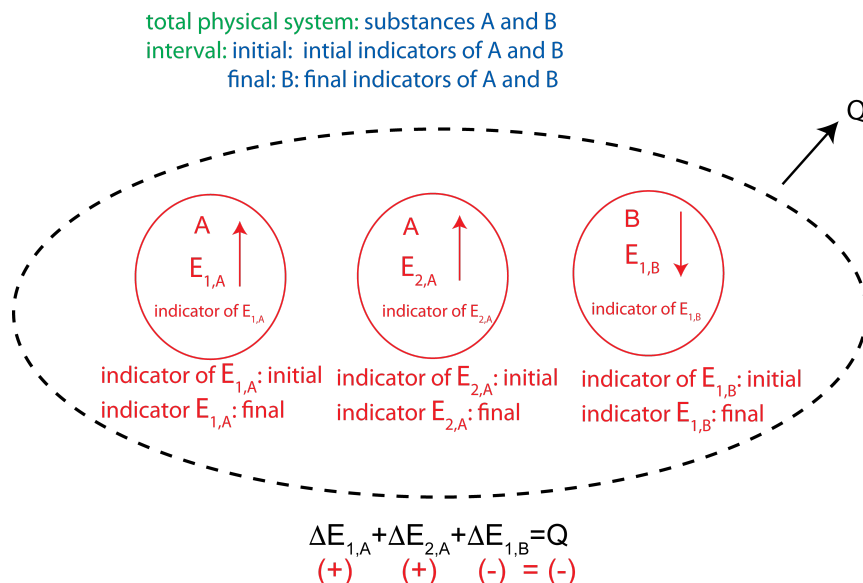 total physical system: substances A and B
interval: initial: intial indicators of A and B
final: B: final indicators of A and B
Q
A
E1,A
indicator of E1,A
A
E2,A
indicator of E2,A
B
E1,B
indicator of E1,B
indicator of E1,A: initial
indicator E1,A: final
indicator of E2,A: initial
indicator E2,A: final
indicator of E1,B: initial
indicator E1,B: final
ΔE1,A+ΔE2,A+ΔE1,B=Q
(+) (+) (-) = (-)